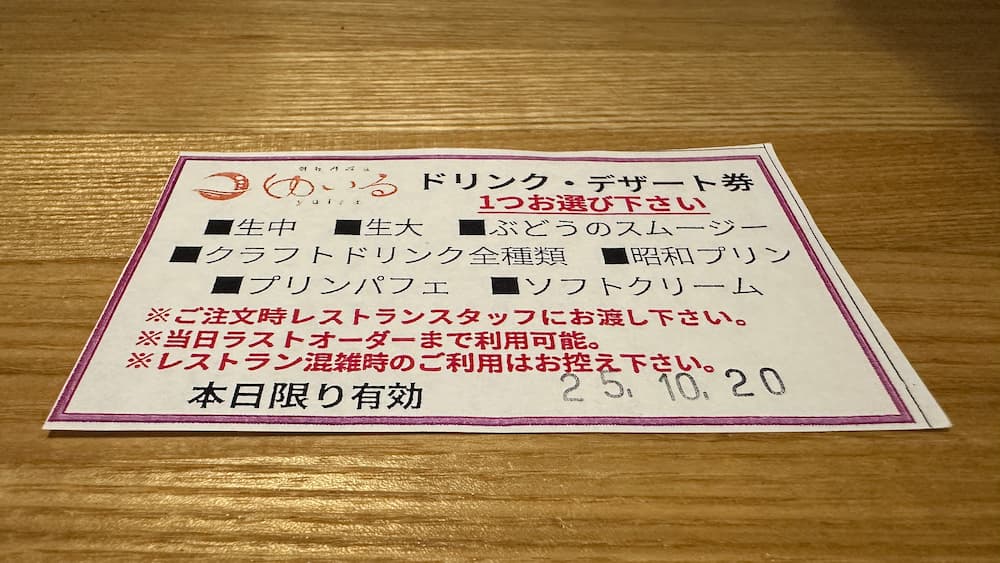 ゆいる
yuiru
ドリンク・デザート券
1つお選び下さい
■生中 ■生大 ■ぶどうのスムージー
■クラフトドリンク全種類 ■昭和プリン
■プリンパフェ ■ソフトクリーム
※ご注文時レストランスタッフにお渡し下さい。
※当日ラストオーダーまで利用可能。
※レストラン混雑時のご利用はお控え下さい。
本日限り有効 25.10.20